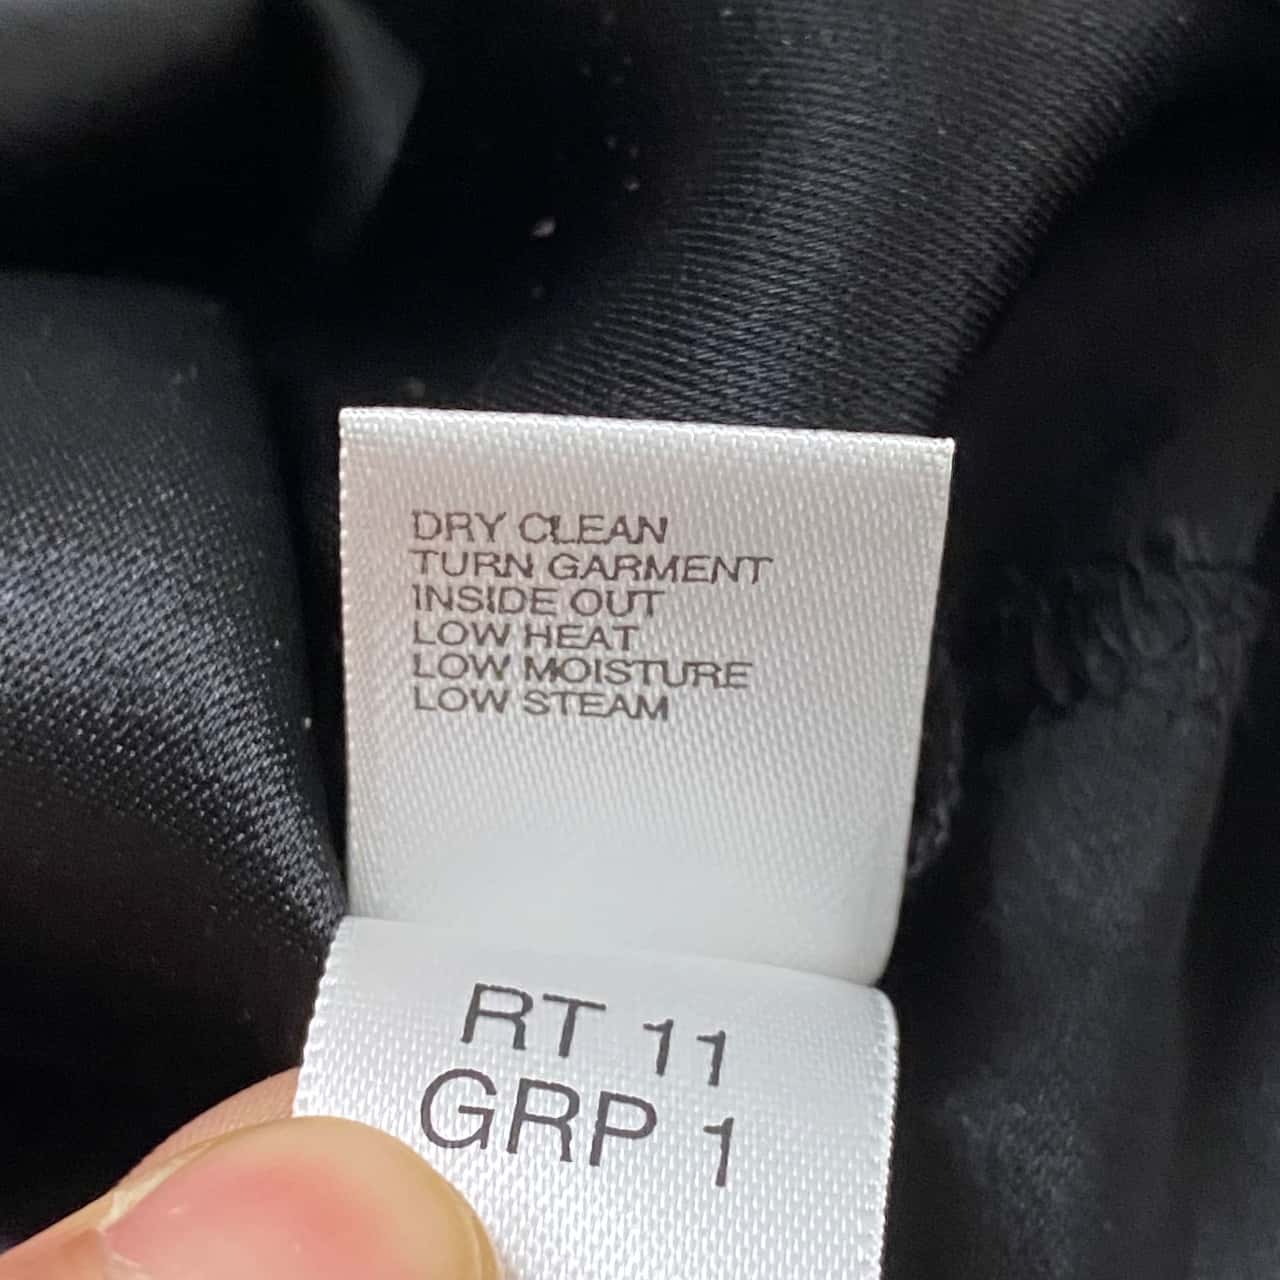 DRY CLEAN
TURN GARMENT
INSIDE OUT
LOW HEAT
LOW MOISTURE
LOW STEAM
RT 11
GRP 1